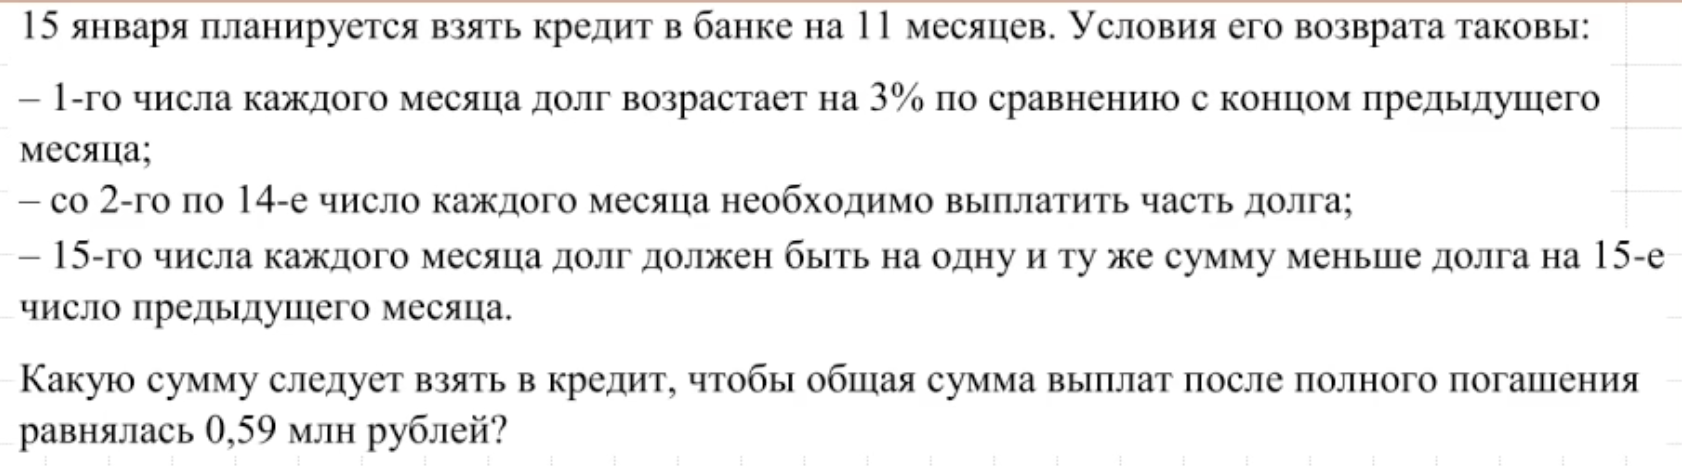 15 января планируется взять кредит в банке на 11 месяцев. Условия его возврата таковы:
– 1-го числа каждого месяца долг возрастает на 3% по сравнению с концом предыдущего
месяца;
– со 2-го по 14-е число каждого месяца необходимо выплатить часть долга;
– 15-го числа каждого месяца долг должен быть на одну и ту же сумму меньше долга на 15-е
число предыдущего месяца.
Какую сумму следует взять в кредит, чтобы общая сумма выплат после полного погашения
равнялась 0,59 млн рублей?